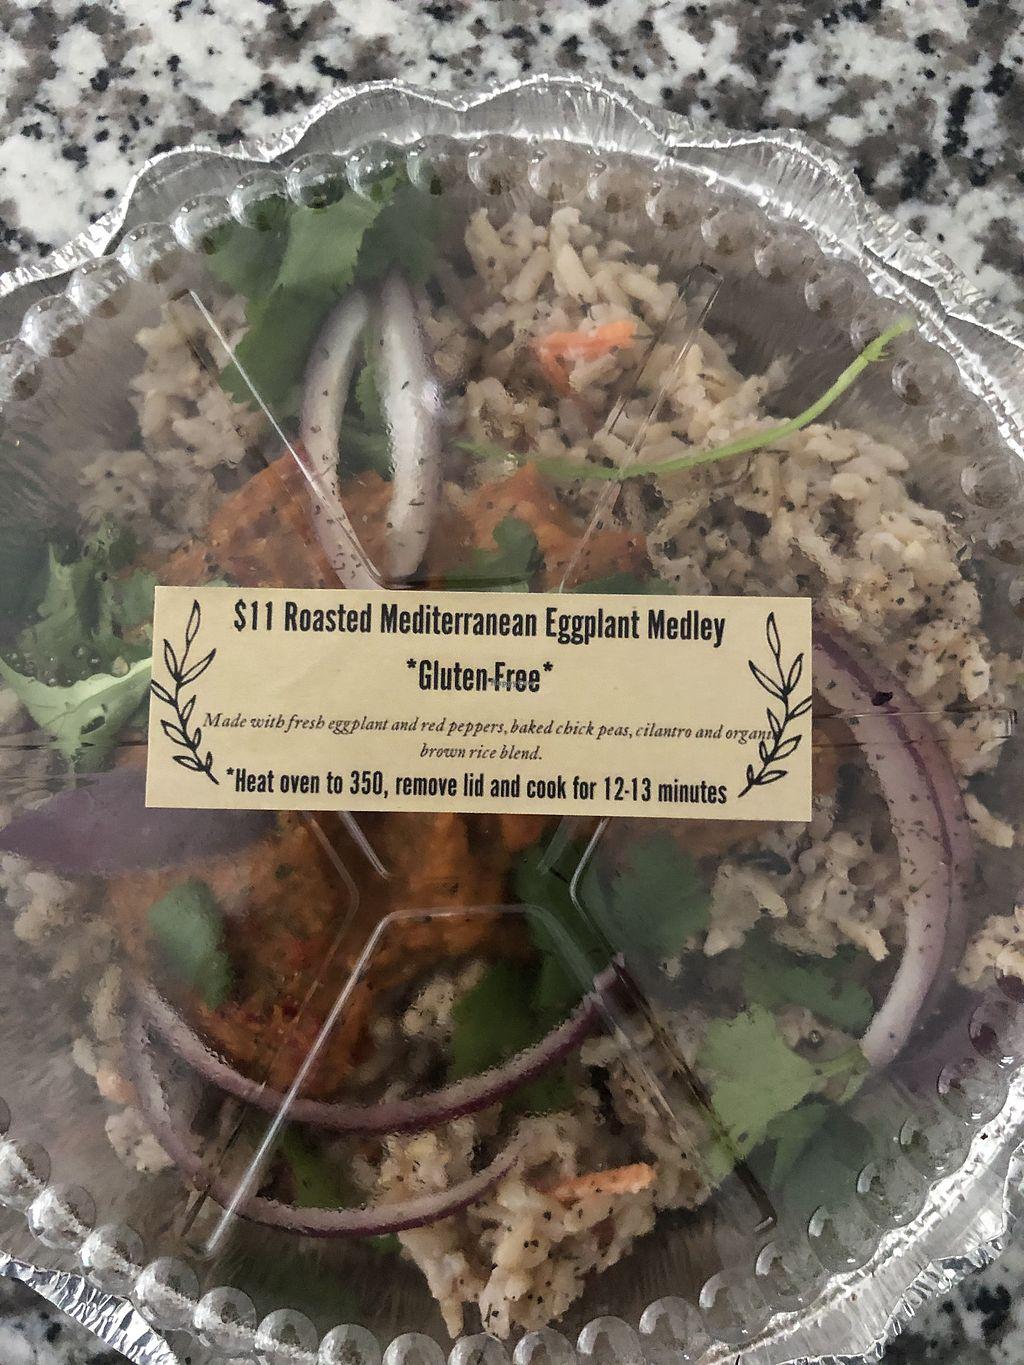 $11 Roasted Mediterranean Eggplant Medley
*Gluten-Free*
Made with fresh eggplant and red peppers, baked chick peas, cilantro and organic
brown rice blend.
*Heat oven to 350, remove lid and cook for 12-13 minutes